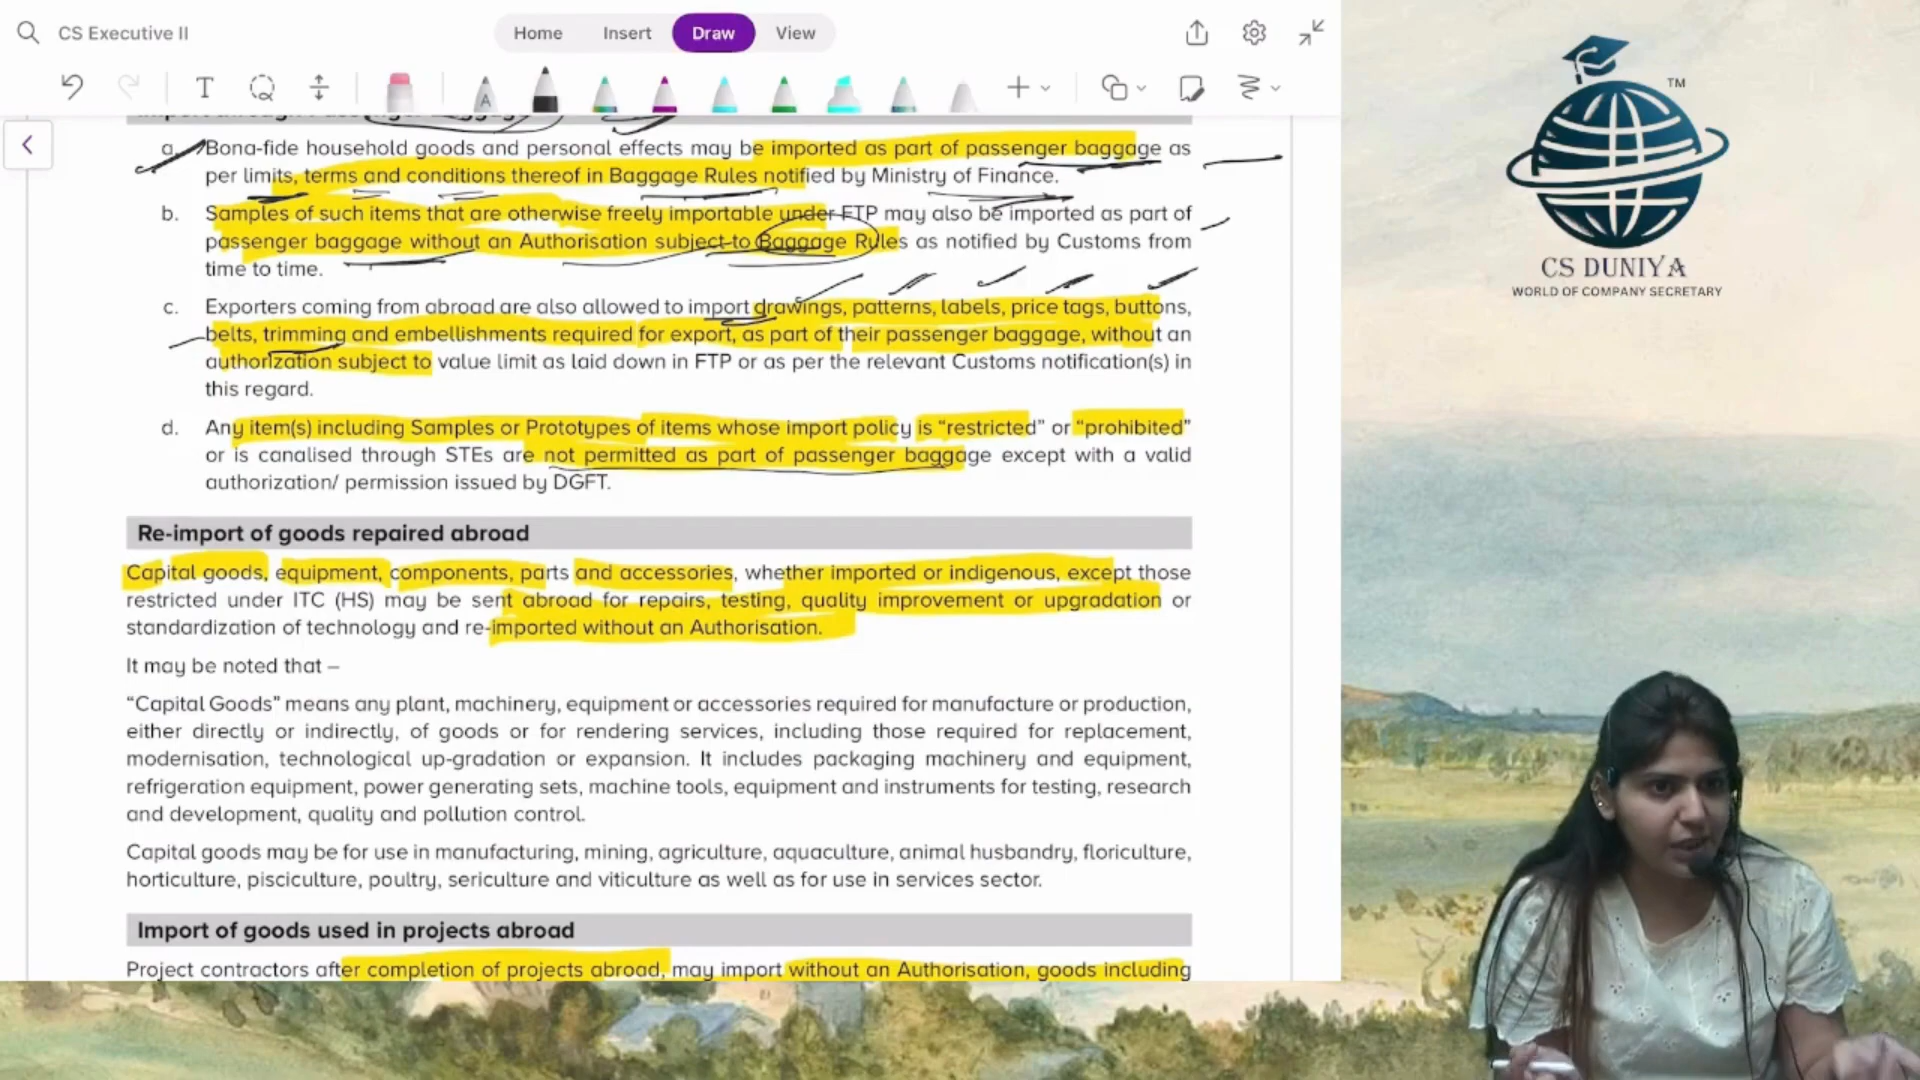 CS Executive II
Home Insert Draw View
a. Bona-fide household goods and personal effects may be imported as part of passenger baggage as
per limits, terms and conditions thereof in Baggage Rules notified by Ministry of Finance.
b. Samples of such items that are otherwise freely importable under FTP may also be imported as part of
passenger baggage without an Authorisation subject to Baggage Rules as notified by Customs from
time to time.
c. Exporters coming from abroad are also allowed to import drawings, patterns, labels, price tags, buttons,
belts, trimming and embellishments required for export, as part of their passenger baggage, without an
authorization subject to value limit as laid down in FTP or as per the relevant Customs notification(s) in
this regard.
d. Any item(s) including Samples or Prototypes of items whose import policy is “restricted” or “prohibited”
or is canalised through STEs are not permitted as part of passenger baggage except with a valid
authorization/ permission issued by DGFT.
Re-import of goods repaired abroad
Capital goods, equipment, components, parts and accessories, whether imported or indigenous, except those
restricted under ITC (HS) may be sent abroad for repairs, testing, quality improvement or upgradation or
standardization of technology and re-imported without an Authorisation.
It may be noted that –
“Capital Goods” means any plant, machinery, equipment or accessories required for manufacture or production,
either directly or indirectly, of goods or for rendering services, including those required for replacement,
modernisation, technological up-gradation or expansion. It includes packaging machinery and equipment,
refrigeration equipment, power generating sets, machine tools, equipment and instruments for testing, research
and development, quality and pollution control.
Capital goods may be for use in manufacturing, mining, agriculture, aquaculture, animal husbandry, floriculture,
horticulture, pisciculture, poultry, sericulture and viticulture as well as for use in services sector.
Import of goods used in projects abroad
Project contractors after completion of projects abroad, may import without an Authorisation, goods including
TM
CS DUNIYA
WORLD OF COMPANY SECRETARY